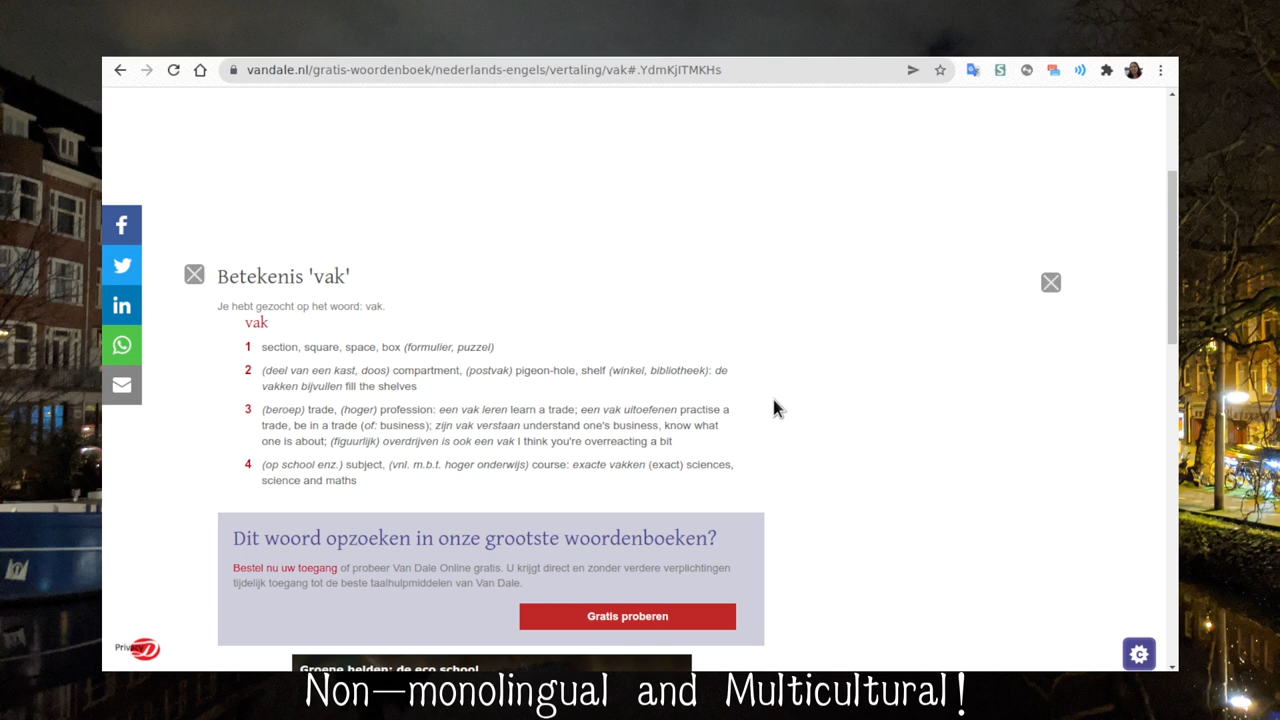 vandale.nl/gratis-woordenboek/nederlands-engels/vertaling/vak#.YdmKjITMKHs
Betekenis 'vak'
Je hebt gezocht op het woord: vak.
vak
1 section, square, space, box (formulier, puzzel)
2 (deel van een kast, doos) compartment, (postvak) pigeon-hole, shelf (winkel, bibliotheek): de
vakken bijvullen fill the shelves
3 (beroep) trade, (hoger) profession: een vak leren learn a trade; een vak uitoefenen practise a
trade, be in a trade (of: business); zijn vak verstaan understand one's business, know what
one is about; (figuurlijk) overdrijven is ook een vak I think you're overreacting a bit
4 (op school enz.) subject, (vnl. m.b.t. hoger onderwijs) course: exacte vakken (exact) sciences,
science and maths
Dit woord opzoeken in onze grootste woordenboeken?
Bestel nu uw toegang of probeer Van Dale Online gratis. U krijgt direct en zonder verdere verplichtingen
tijdelijk toegang tot de beste taalhulpmiddelen van Van Dale.
Gratis proberen
Privacy
Groene helden: de eco school
Non-monolingual and Multicultural!